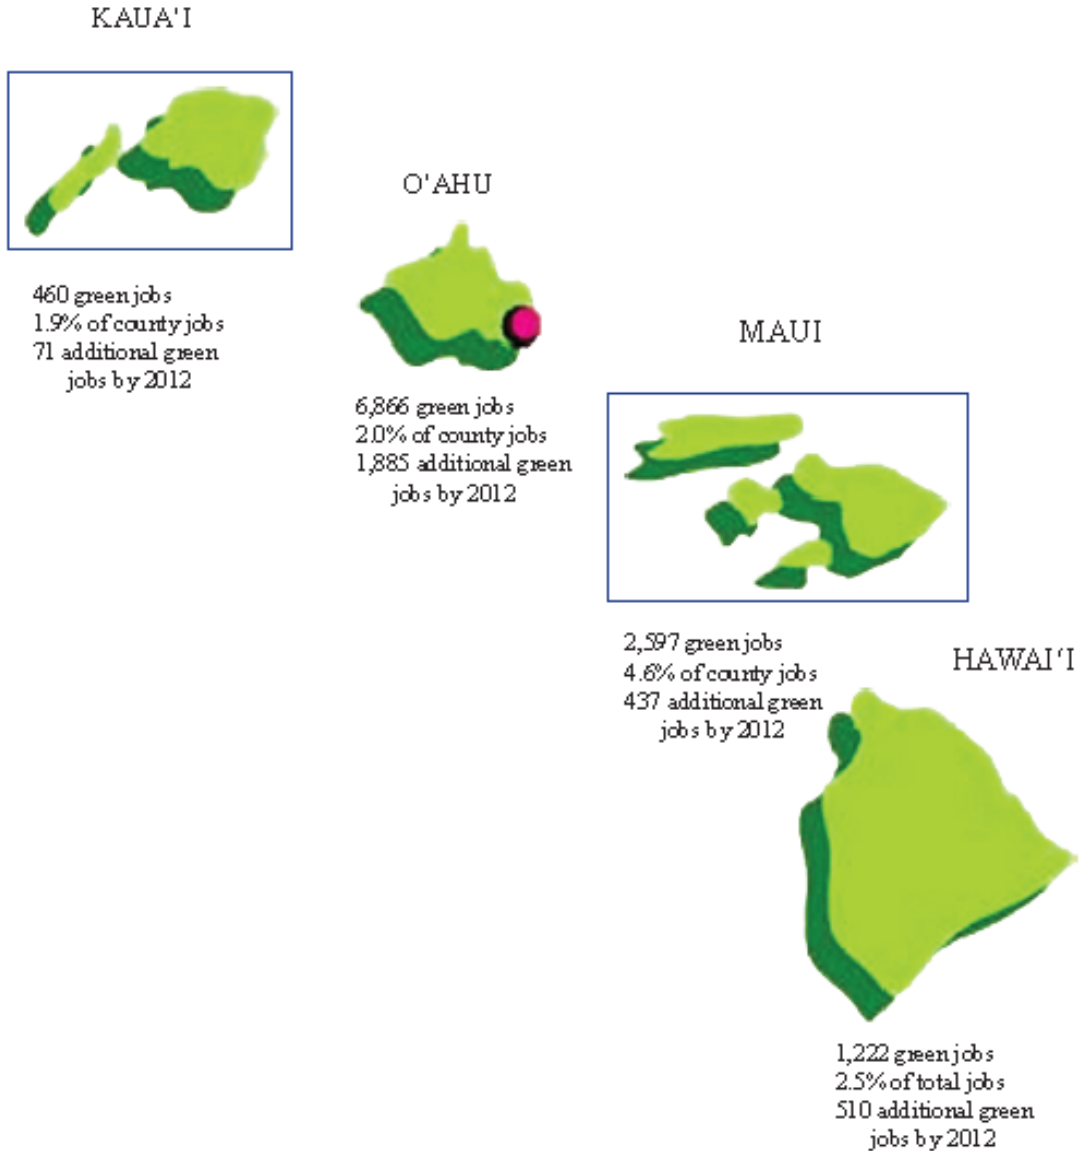 KAUA'I
460 green jobs
1.9% of county jobs
71 additional green
jobs by 2012
O'AHU
6,866 green jobs
2.0% of county jobs
1,885 additional green
jobs by 2012
MAUI
2,597 green jobs
4.6% of county jobs
437 additional green
jobs by 2012
HAWAI‘I
1,222 green jobs
2.5% of total jobs
510 additional green
jobs by 2012